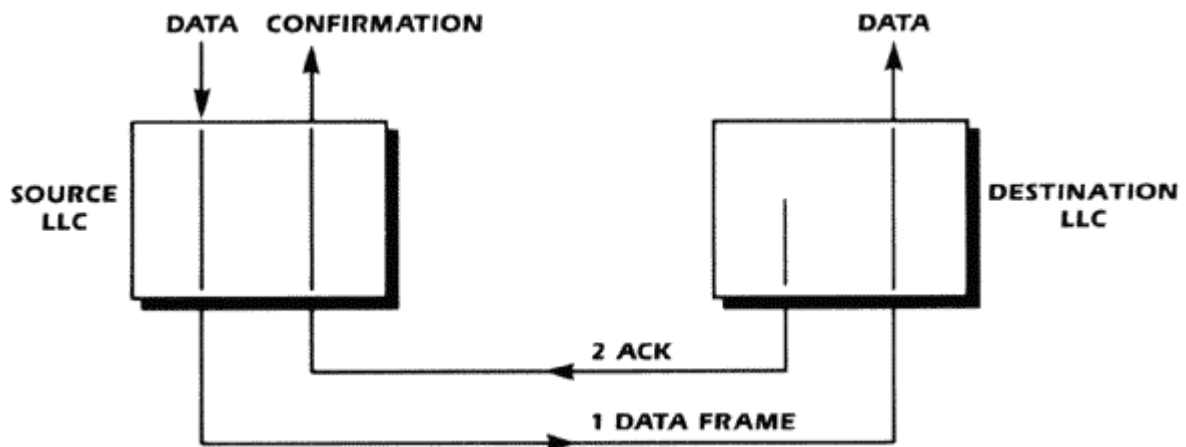 DATA CONFIRMATION DATA
SOURCE
LLC
DESTINATION
LLC
2 ACK
1 DATA FRAME